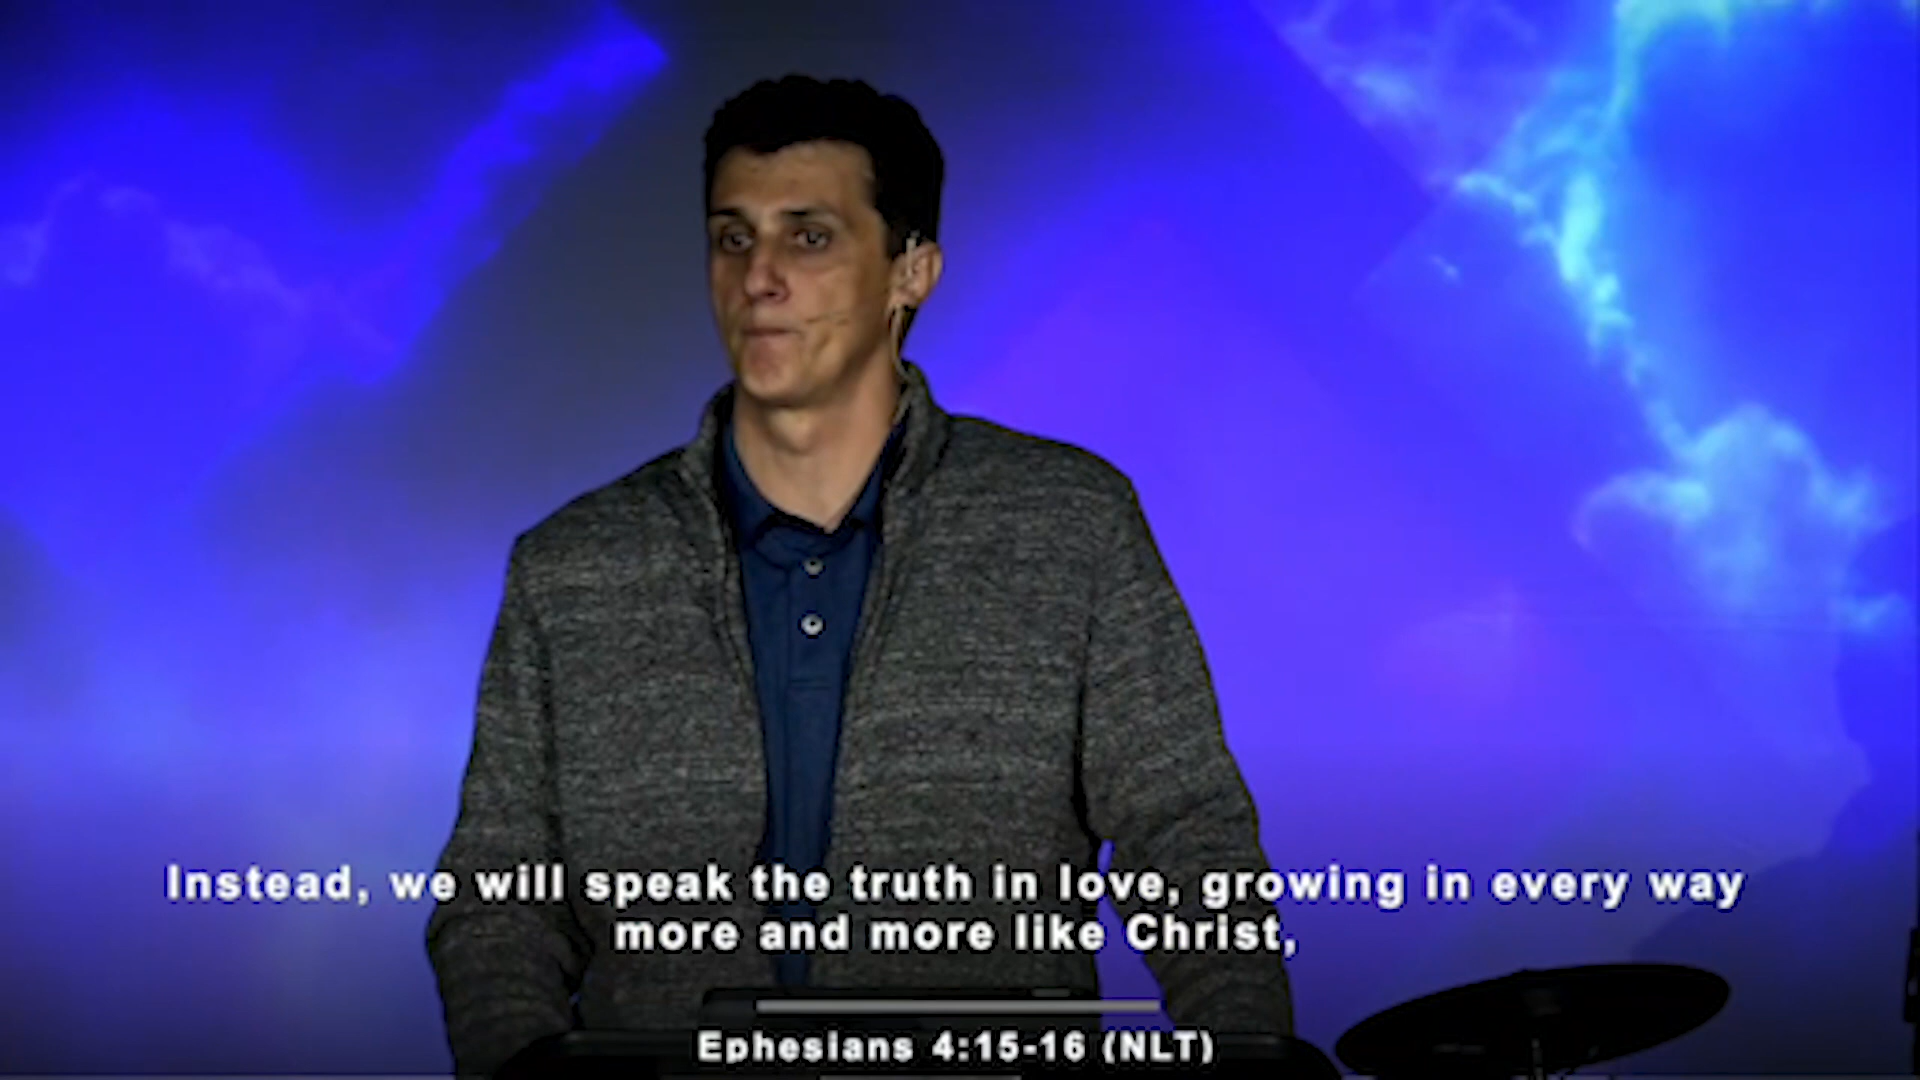 Instead, we will speak the truth in love, growing in every way
more and more like Christ,
Ephesians 4:15-16 (NLT)